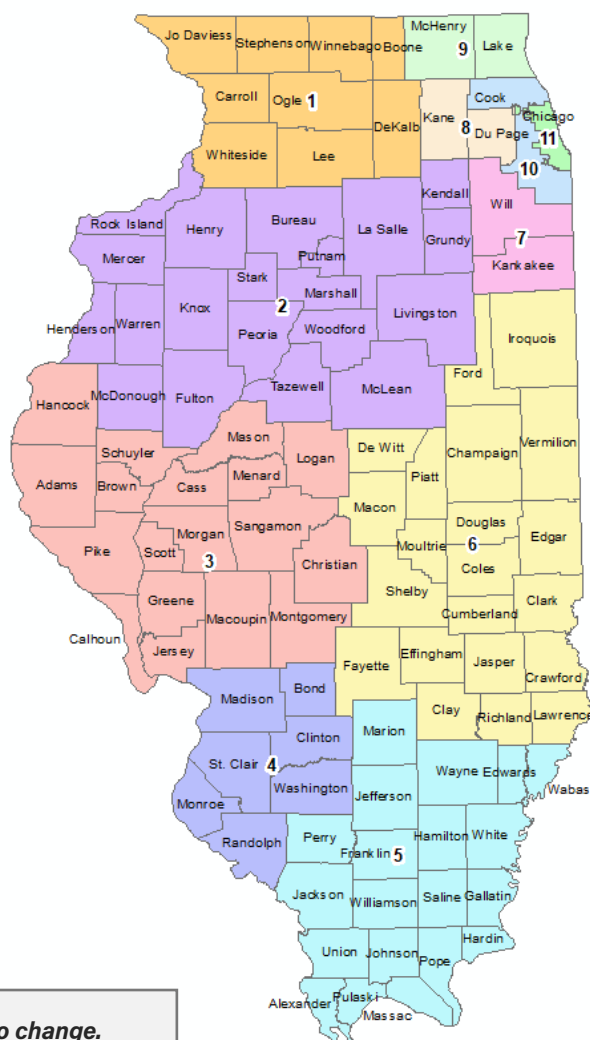 McHenry
Jo Daviess
Stephenson
Winnebago
Boone
9
Lake
Carroll
Ogle
1
DeKalb
Kane
8
Cook
Chicago
11
Du Page
10
Whiteside
Lee
Kendall
Will
7
Kankakee
Rock Island
Henry
Bureau
La Salle
Grundy
Mercer
Putnam
Stark
Marshall
2
Knox
Henderson
Warren
Peoria
Woodford
Livingston
Iroquois
Ford
McDonough
Fulton
Tazewell
McLean
Hancock
Mason
Logan
De Witt
Champaign
Vermilion
Schuyler
Adams
Brown
Cass
Menard
Piatt
Macon
Pike
Morgan
Scott
3
Sangamon
Christian
Douglas
Moultrie
6
Edgar
Coles
Shelby
Greene
Macoupin
Montgomery
Cumberland
Clark
Calhoun
Jersey
Fayette
Effingham
Jasper
Crawford
Madison
Bond
Clay
Richland
Lawrence
Clinton
Marion
St. Clair
4
Washington
Wayne
Edwards
Wabas
Monroe
Jefferson
Randolph
Perry
Franklin
5
Hamilton
White
Jackson
Williamson
Saline
Gallatin
Union
Johnson
Pope
Hardin
Alexander
Pulaski
Massac
o change.